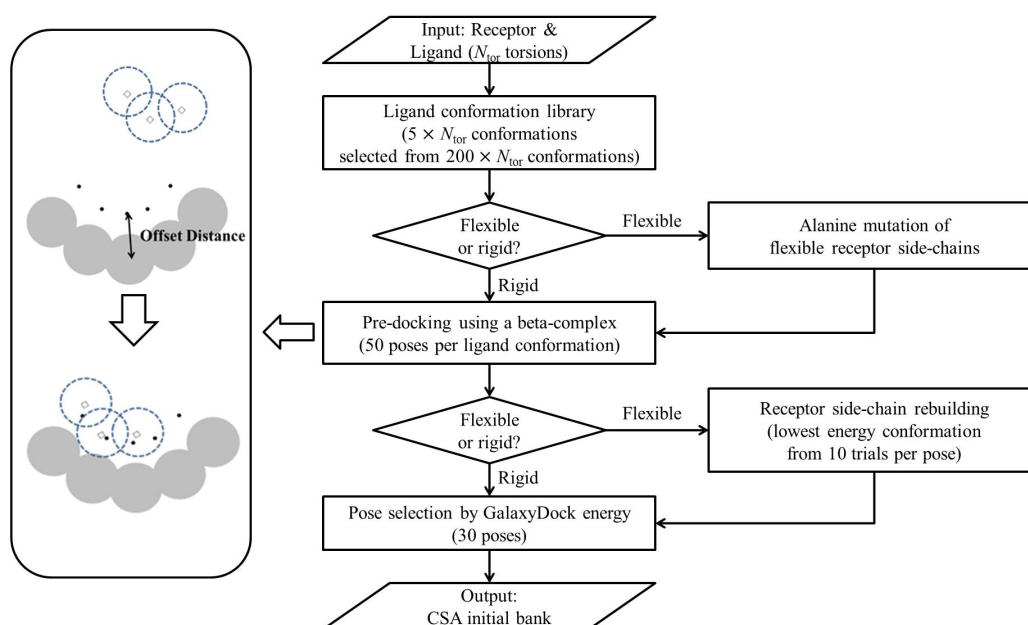 Input: Receptor &
Ligand (Ntor torsions)
Ligand conformation library
(5 × Ntor conformations
selected from 200 × Ntor conformations)
Flexible
or rigid?
Flexible
Alanine mutation of
flexible receptor side-chains
Rigid
Pre-docking using a beta-complex
(50 poses per ligand conformation)
Offset Distance
Flexible
or rigid?
Flexible
Receptor side-chain rebuilding
(lowest energy conformation
from 10 trials per pose)
Rigid
Pose selection by GalaxyDock energy
(30 poses)
Output:
CSA initial bank